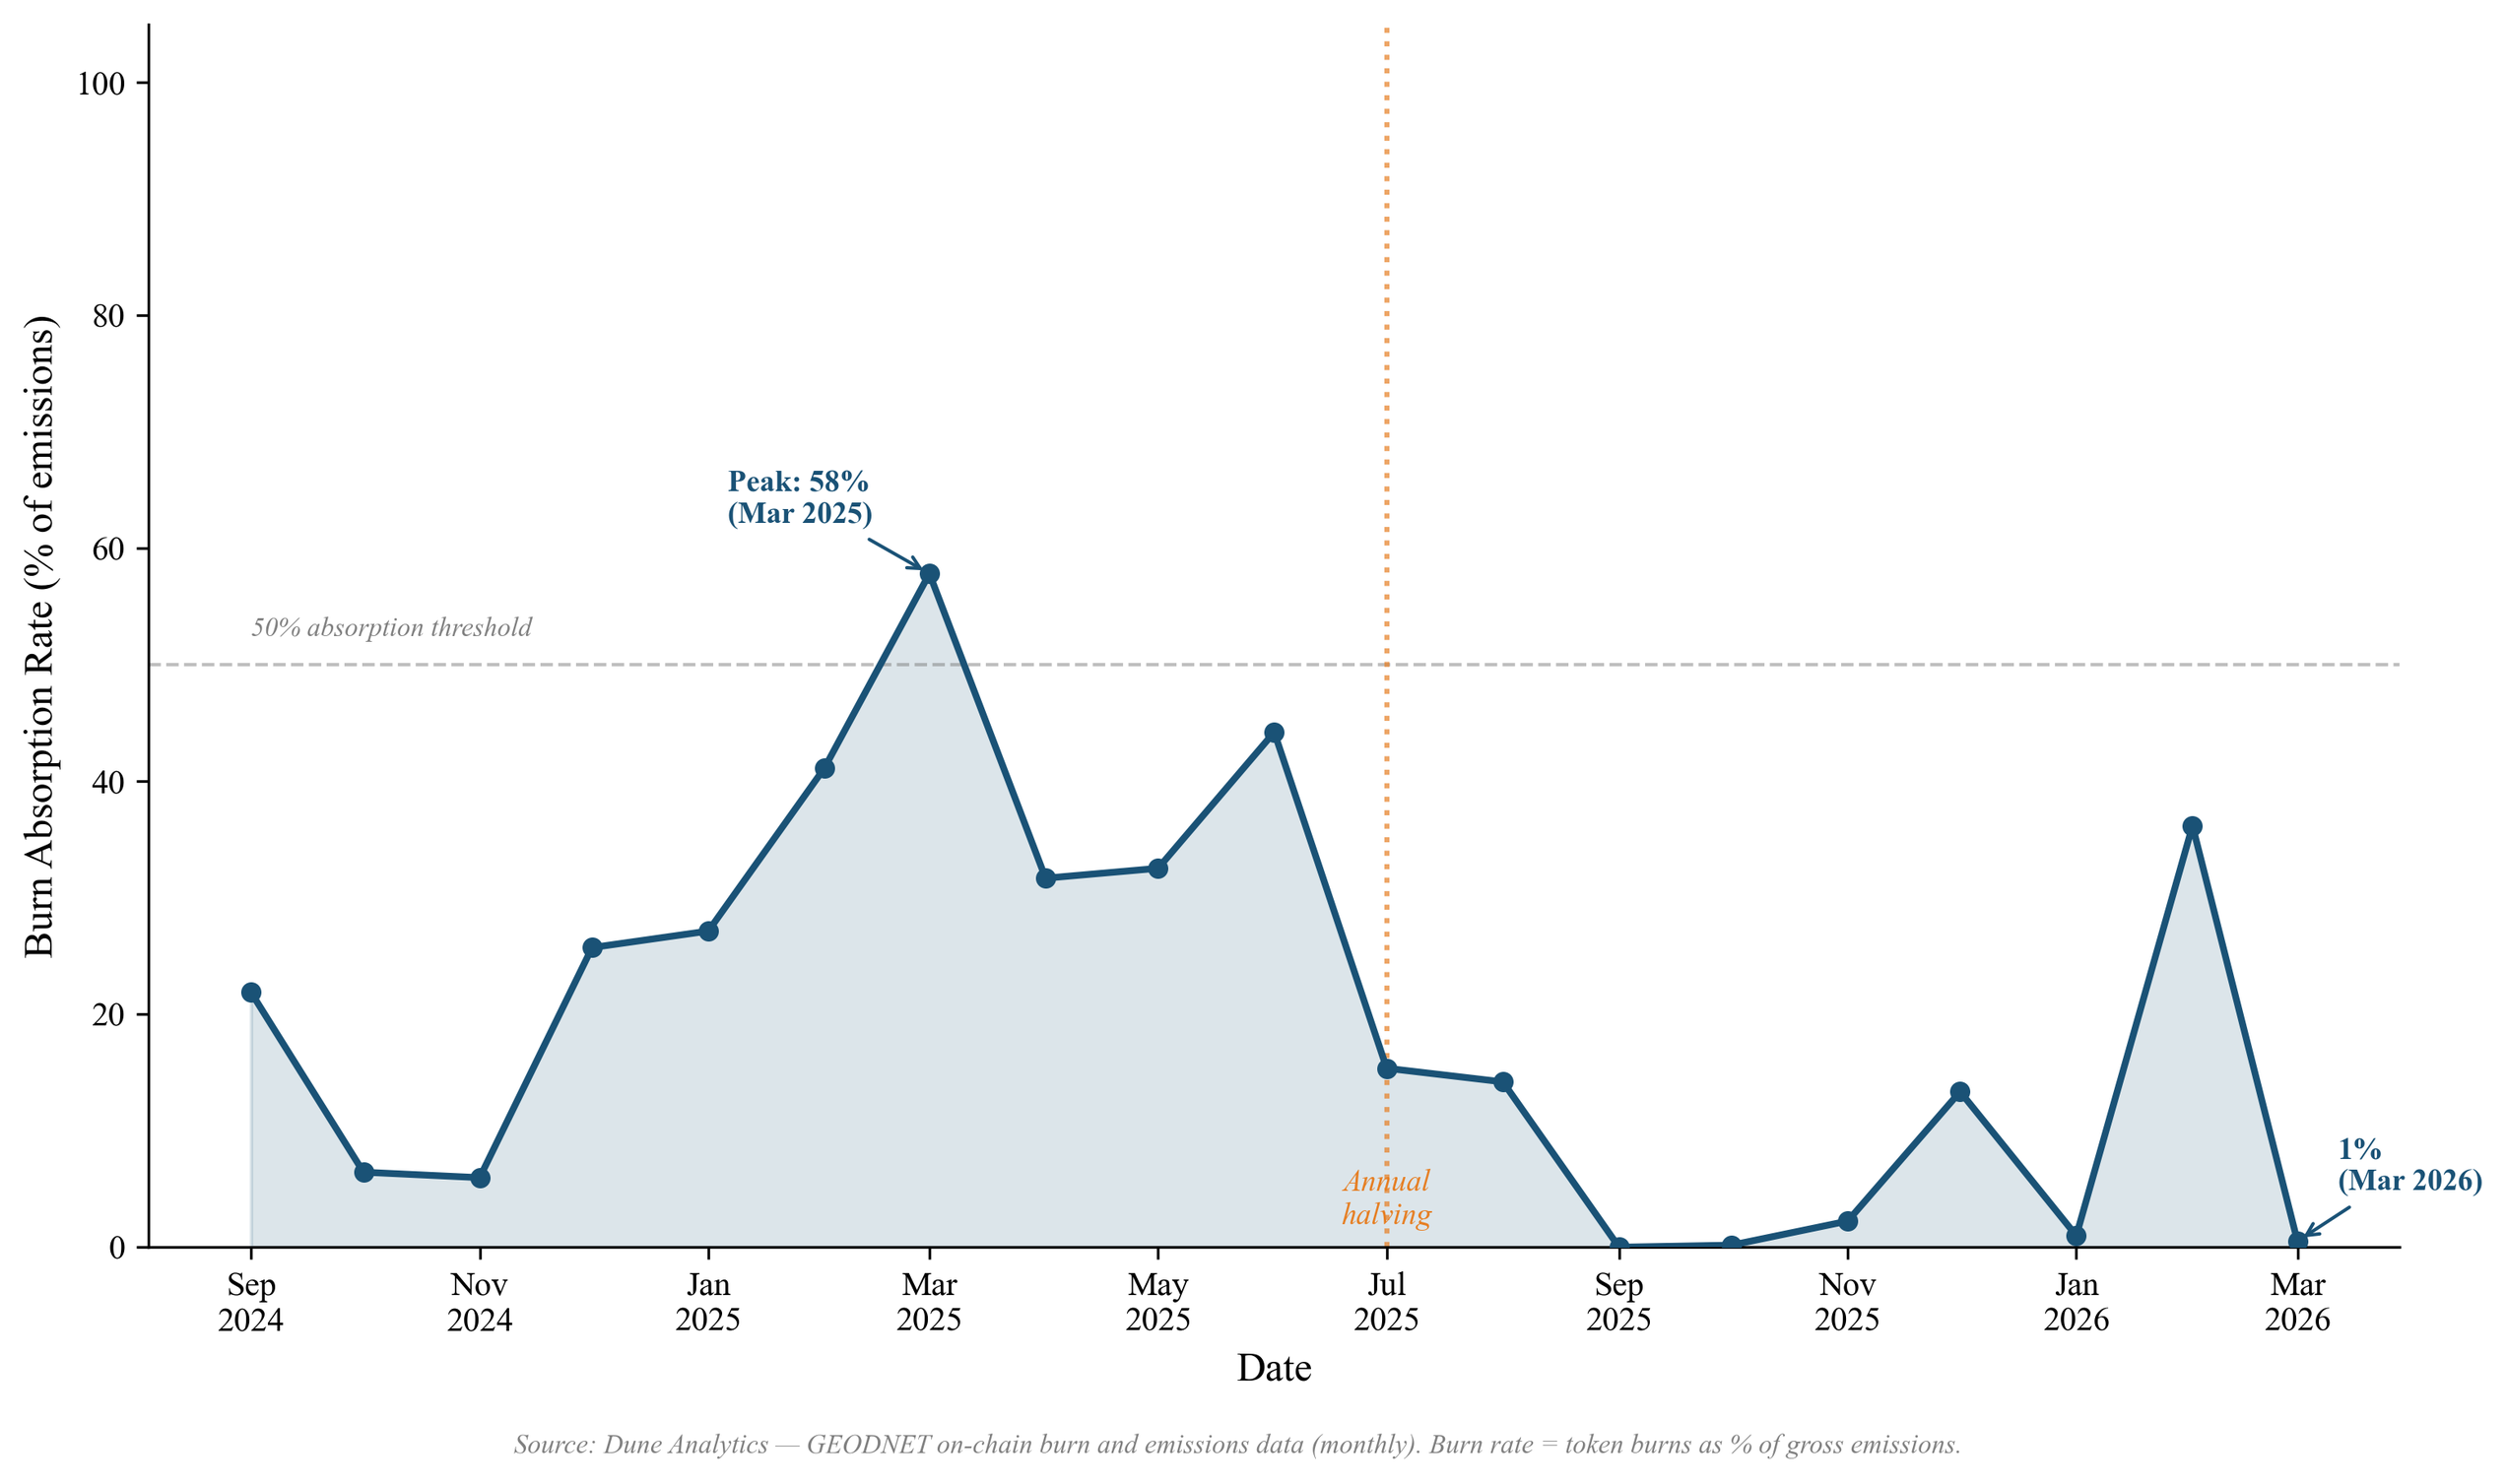 100
80
60
40
20
0
Burn Absorption Rate (% of emissions)
Peak: 58%
(Mar 2025)
50% absorption threshold
Annual
halving
1%
(Mar 2026)
Sep
2024
Nov
2024
Jan
2025
Mar
2025
May
2025
Jul
2025
Sep
2025
Nov
2025
Jan
2026
Mar
2026
Date
Source: Dune Analytics — GEODNET on-chain burn and emissions data (monthly). Burn rate = token burns as % of gross emissions.